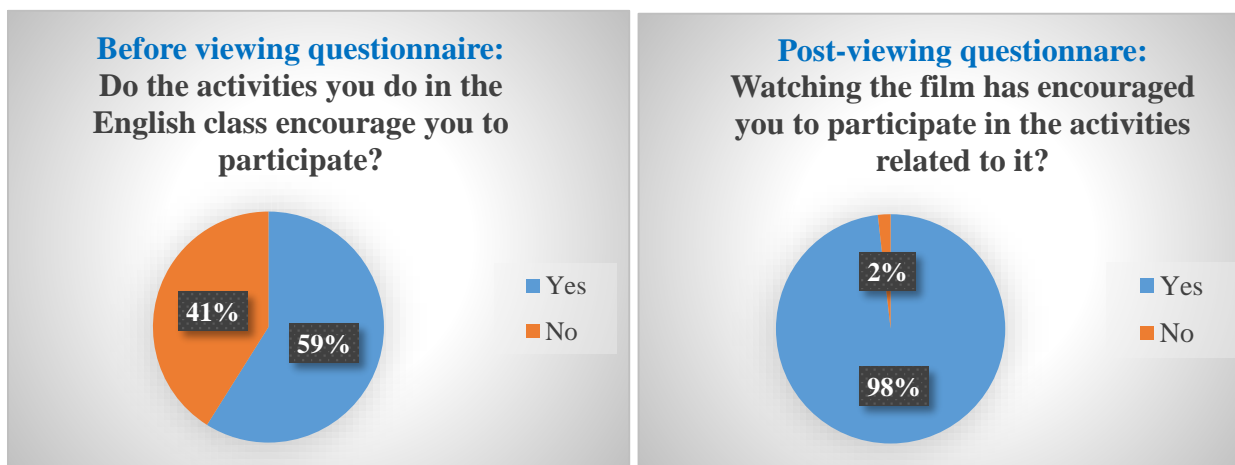 Before viewing questionnaire:
Do the activities you do in the
English class encourage you to
participate?
41%
59%
Yes
No
Post-viewing questionnare:
Watching the film has encouraged
you to participate in the activities
related to it?
2%
98%
Yes
No